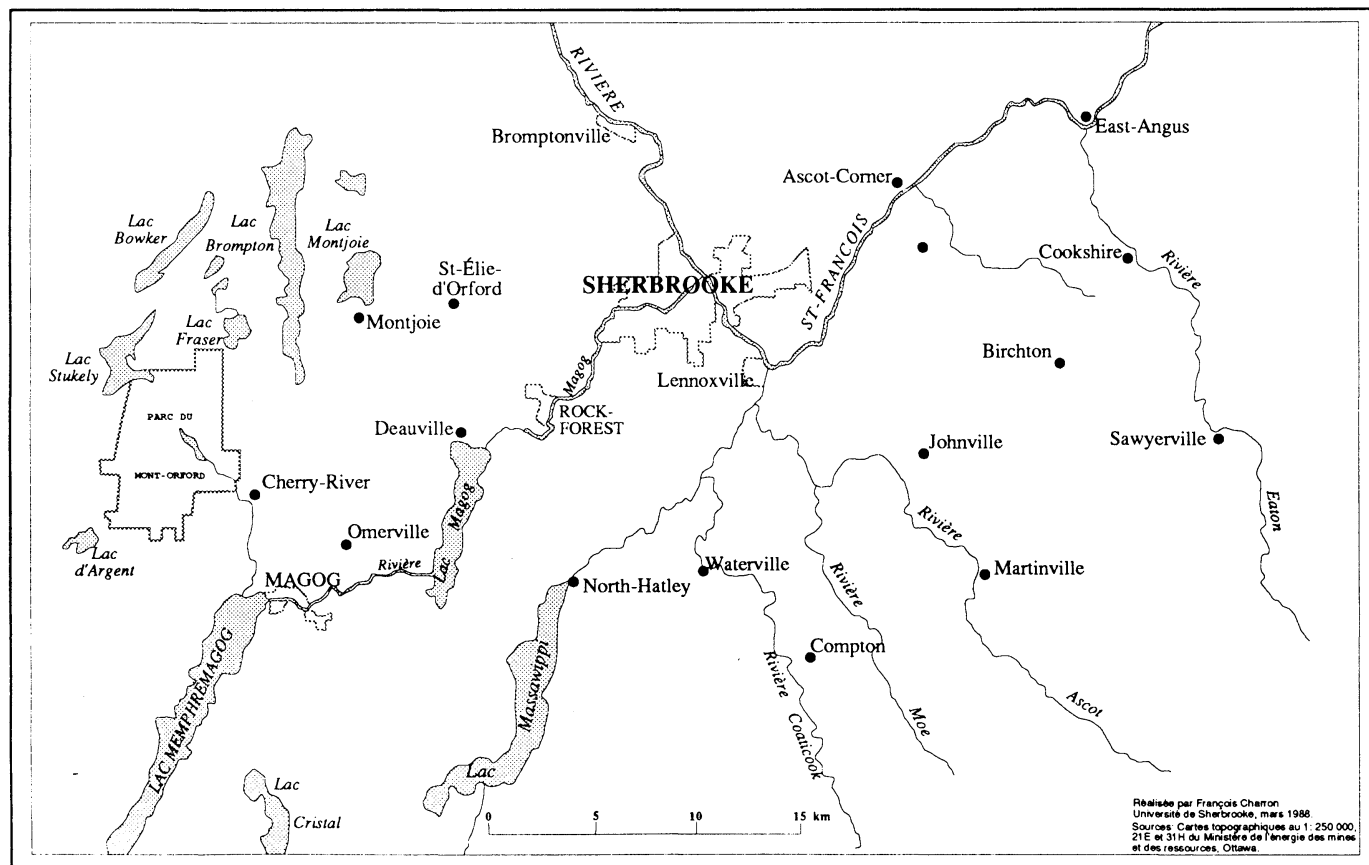 RIVIERE
Bromptonville
East-Angus
Ascot-Corner
Lac
Bowker
Lac
Brompton
Lac
Montjoie
St-Élie-
d'Orford
SHERBROOKE
ST-FRANCOIS
Cookshire
Rivière
Montjoie
Lac
Fraser
Lac
Stukely
Birchton
Lennoxville
Magog
ROCK-
FOREST
PARC DU
MONT-ORFORD
Deauville
Johnville
Sawyerville
Cherry-River
Lac Magog
Eaton
Omerville
Rivière
Lac
d'Argent
MAGOG
North-Hatley
Waterville
Rivière
Martinville
Rivière
Compton
LAC MEMPHRÉMAGOG
Lac Massawippi
Rivière
Coaticook
Moe
Ascot
Lac
Cristal
0 5 10 15 km
Réalisée par François Charron
Université de Sherbrooke, mars 1988.
Sources: Cartes topographiques au 1: 250 000,
21E et 31H du Ministère de l'énergie des mines
et des ressources, Ottawa.